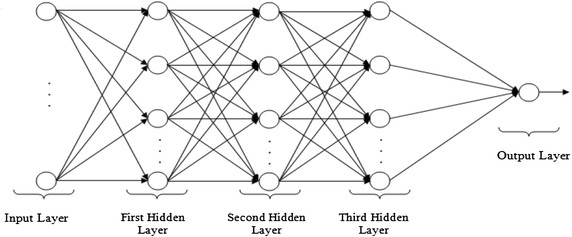 Output Layer
Input Layer
First Hidden
Layer
Second Hidden
Layer
Third Hidden
Layer